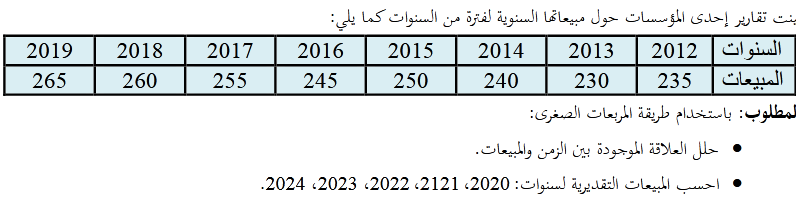 بنت تقارير إحدى المؤسسات حول مبيعاتها السنوية لفترة من السنوات كما يلي:
السنوات 2012 2013 2014 2015 2016 2017 2018 2019
المبيعات 235 230 240 250 245 255 260 265
لمطلوب: باستخدام طريقة المربعات الصغرى:
• حلل العلاقة الموجودة بين الزمن والمبيعات.
• احسب المبيعات التقديرية لسنوات: 2020، 2121، 2022، 2023، 2024.